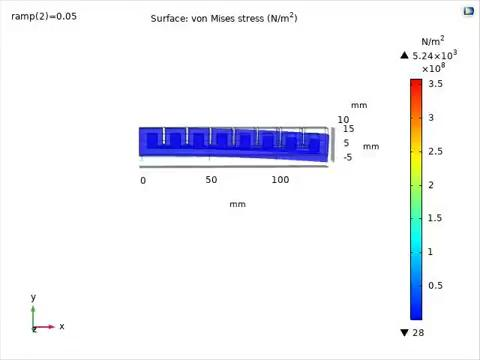 ramp(2)=0.05
Surface: von Mises stress (N/m²)
N/m²
▲ 5.24×10³
×10⁸
3.5
3
2.5
2
1.5
1
0.5
▼ 28
mm
10
15
5
-5
mm
0
50
100
mm
y
z
x